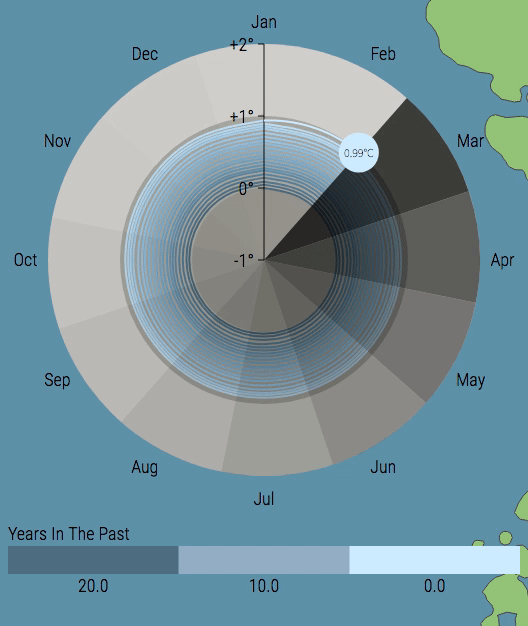 Jan
+2°
Dec
Feb
+1°
Nov
Mar
0.99°C
0°
Oct
-1°
Apr
Sep
May
Aug
Jun
Jul
Years In The Past
20.0 10.0 0.0